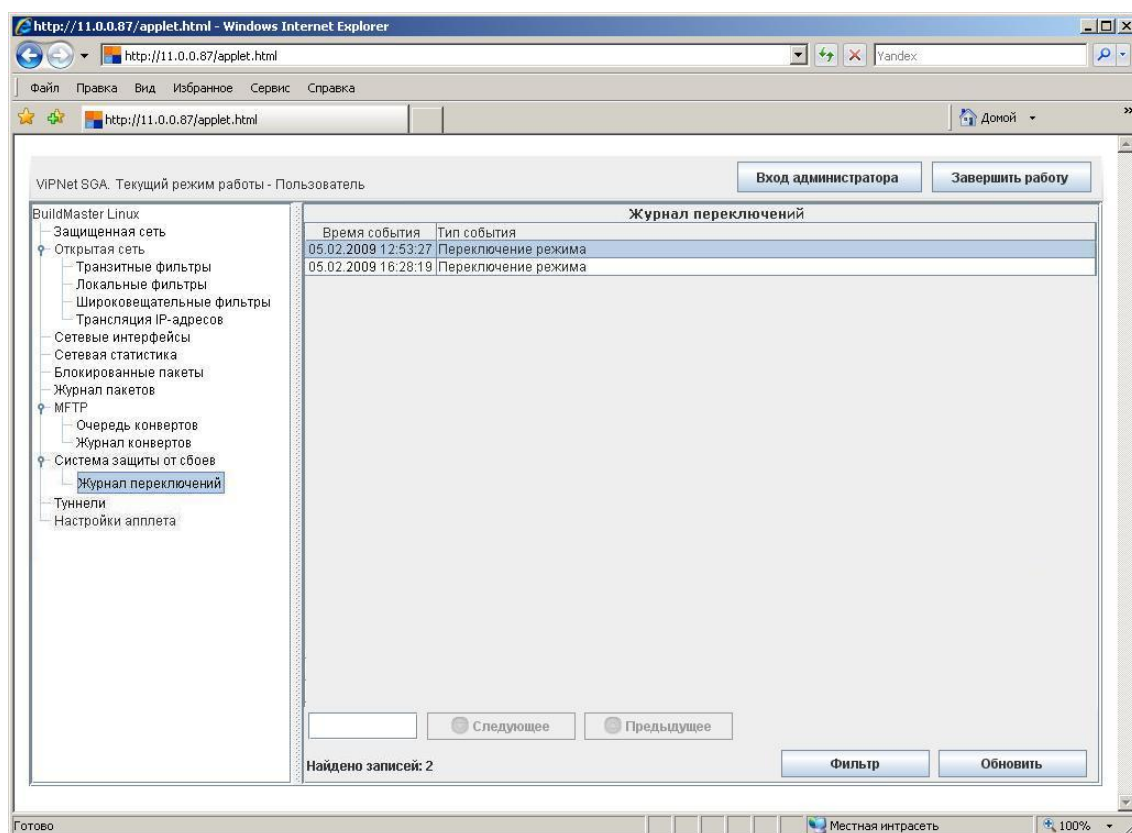 http://11.0.0.87/applet.html - Windows Internet Explorer
http://11.0.0.87/applet.html
Yandex
Файл Правка Вид Избранное Сервис Справка
http://11.0.0.87/applet.html
Домой
ViPNet SGA. Текущий режим работы - Пользователь
Вход администратора
Завершить работу
BuildMaster Linux
Защищенная сеть
Открытая сеть
Транзитные фильтры
Локальные фильтры
Широковещательные фильтры
Трансляция IP-адресов
Сетевые интерфейсы
Сетевая статистика
Блокированные пакеты
Журнал пакетов
MFTP
Очередь конвертов
Журнал конвертов
Система защиты от сбоев
Журнал переключений
Туннели
Настройки апплета
Журнал переключений
Время события Тип события
05.02.2009 12:53:27 Переключение режима
05.02.2009 16:28:19 Переключение режима
Следующее
Предыдущее
Найдено записей: 2
Фильтр
Обновить
Готово
Местная интрасеть
100%